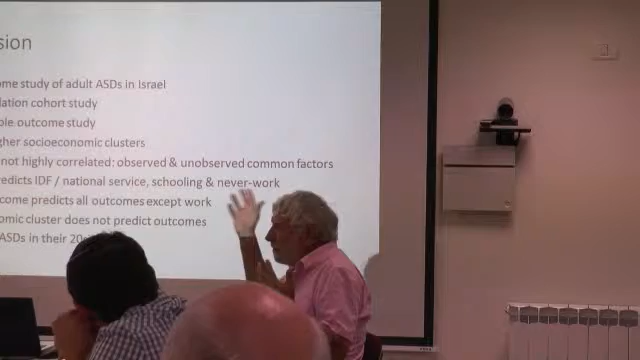 sion
ome study of adult ASDs in Israel
lation cohort study
ble outcome study
gher socioeconomic clusters
not highly correlated: observed & unobserved common factors
redicts IDF / national service, schooling & never-work
come predicts all outcomes except work
omic cluster does not predict outcomes
ASDs in their 20